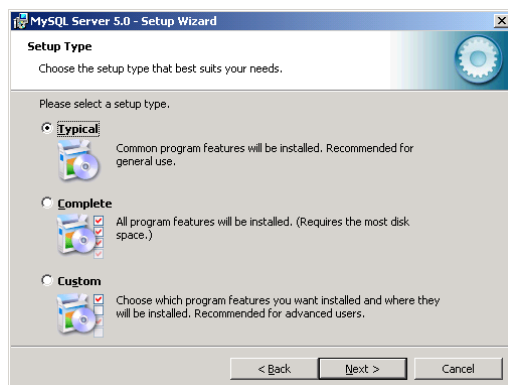 MySQL Server 5.0 - Setup Wizard
Setup Type
Choose the setup type that best suits your needs.
Please select a setup type.
Typical
Common program features will be installed. Recommended for
general use.
Complete
All program features will be installed. (Requires the most disk
space.)
Custom
Choose which program features you want installed and where they
will be installed. Recommended for advanced users.
< Back
Next >
Cancel